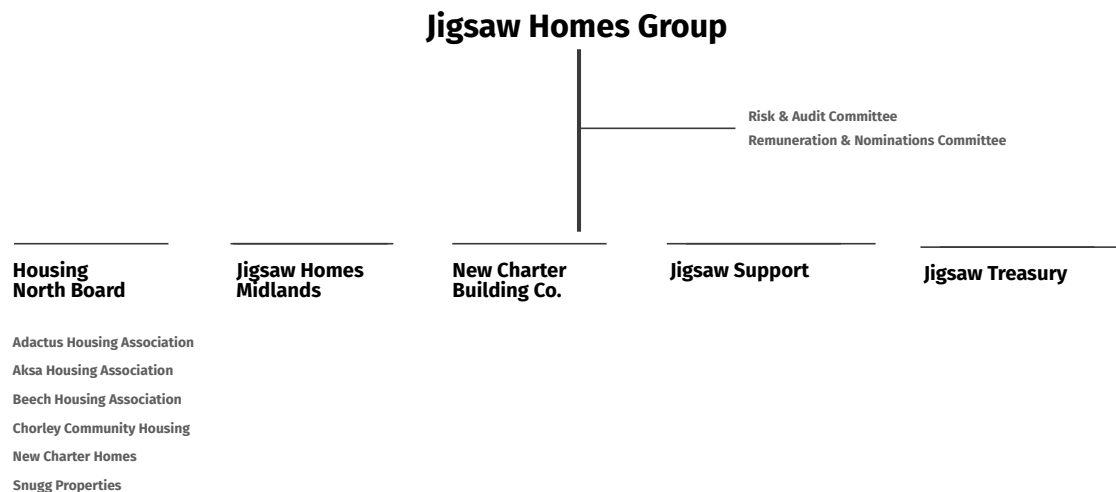 Jigsaw Homes Group
Risk & Audit Committee
Remuneration & Nominations Committee
Housing
North Board
Jigsaw Homes
Midlands
New Charter
Building Co.
Jigsaw Support
Jigsaw Treasury
Adactus Housing Association
Aksa Housing Association
Beech Housing Association
Chorley Community Housing
New Charter Homes
Snugg Properties